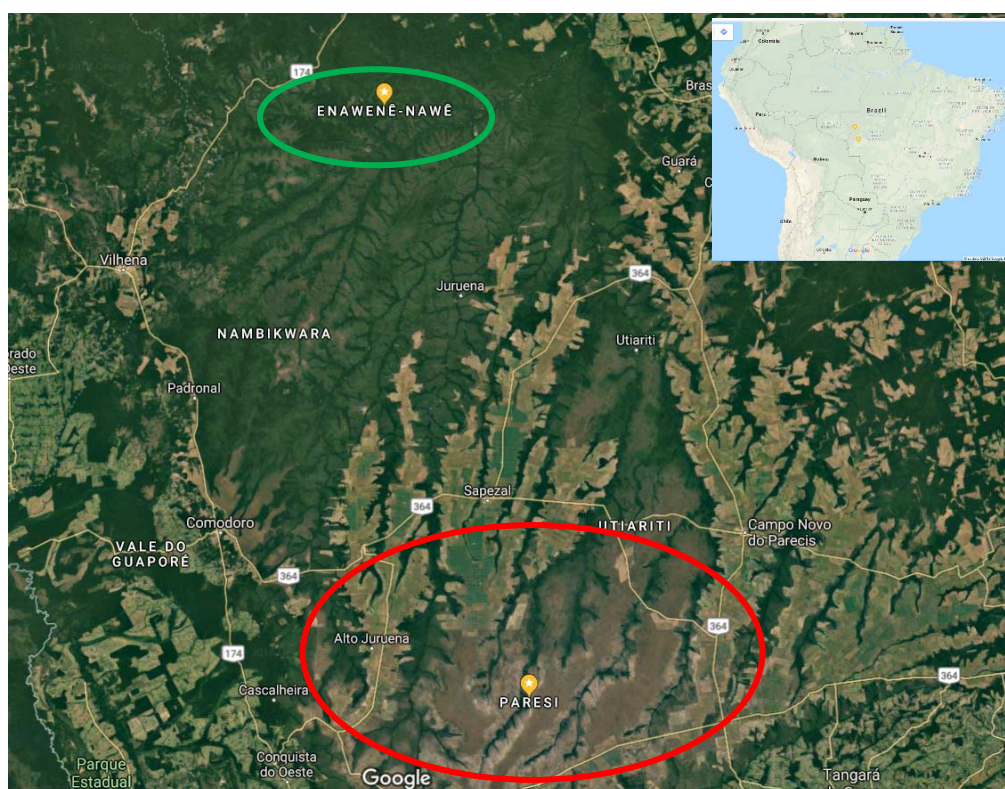 174
ENAWENÊ-NAWÊ
Bras
Guará
C
Vilhena
364
Juruena
NAMBIKWARA
Utiariti
orado
Oeste
Padronal
Sapezal
364
UTIARITI
Comodoro
Campo Novo
do Parecis
VALE DO
GUAPORÉ
364
364
Alto Juruena
174
364
Cascalheira
PARESI
Conquista
do Oeste
Parque
Estadual
Google
Tangará
Colombia
Peru
Brazil
Bolivia
Paraguay
Chile
Google